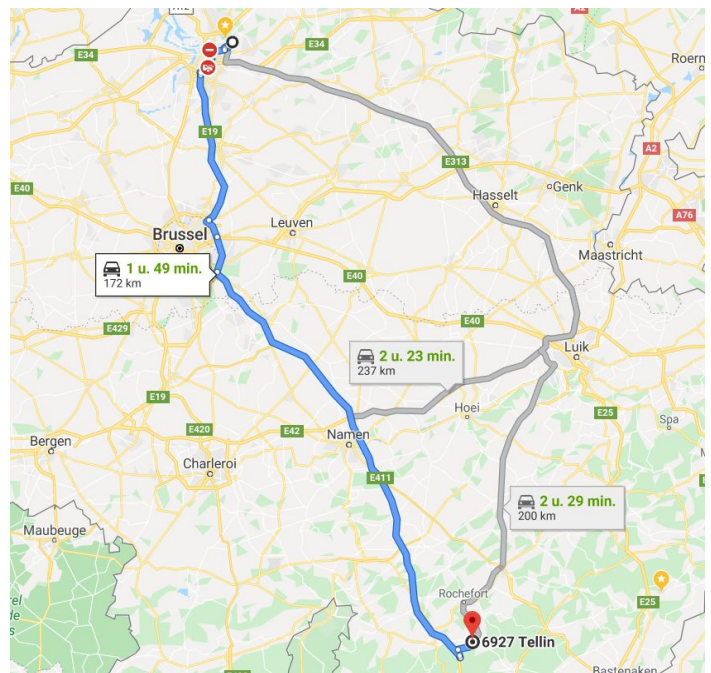 E34
E34
A2
Roerm
E19
E313
A2
Hasselt
Genk
E40
A76
Leuven
Brussel
Maastricht
1 u. 49 min.
172 km
E40
E40
E429
2 u. 23 min.
237 km
Luik
E19
Hoei
E25
E420
E42
Spa
Bergen
Namen
Charleroi
E411
2 u. 29 min.
200 km
Maubeuge
Rochefort
E25
6927 Tellin
Bastenaken